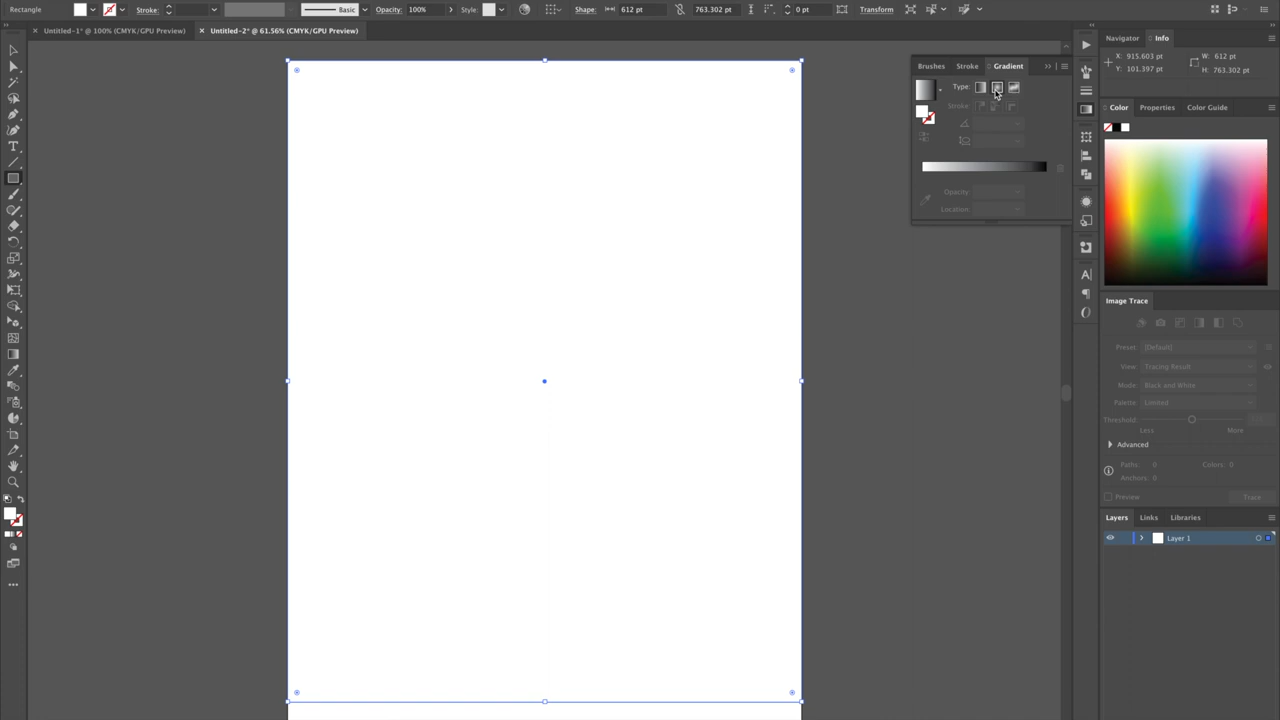 Rectangle Stroke: Basic Opacity: 100% Style: Shape: 612 pt 763.302 pt 0 pt Transform
Untitled-1* @ 100% (CMYK/GPU Preview) Untitled-2* @ 61.56% (CMYK/GPU Preview)
Brushes Stroke Gradient
Type:
Stroke:
Opacity
Location
Navigator Info
X: 915.603 pt
Y: 101.397 pt
W: 612 pt
H: 763.302 pt
Color Properties Color Guide
Image Trace
Preset: [Default]
View: Tracing Result
Mode: Black and White
Palette: Limited
Threshold:
Less More
Advanced
Paths: 0 Colors: 0
Anchors: 0
Preview Trace
Layers Links Libraries
Layer 1